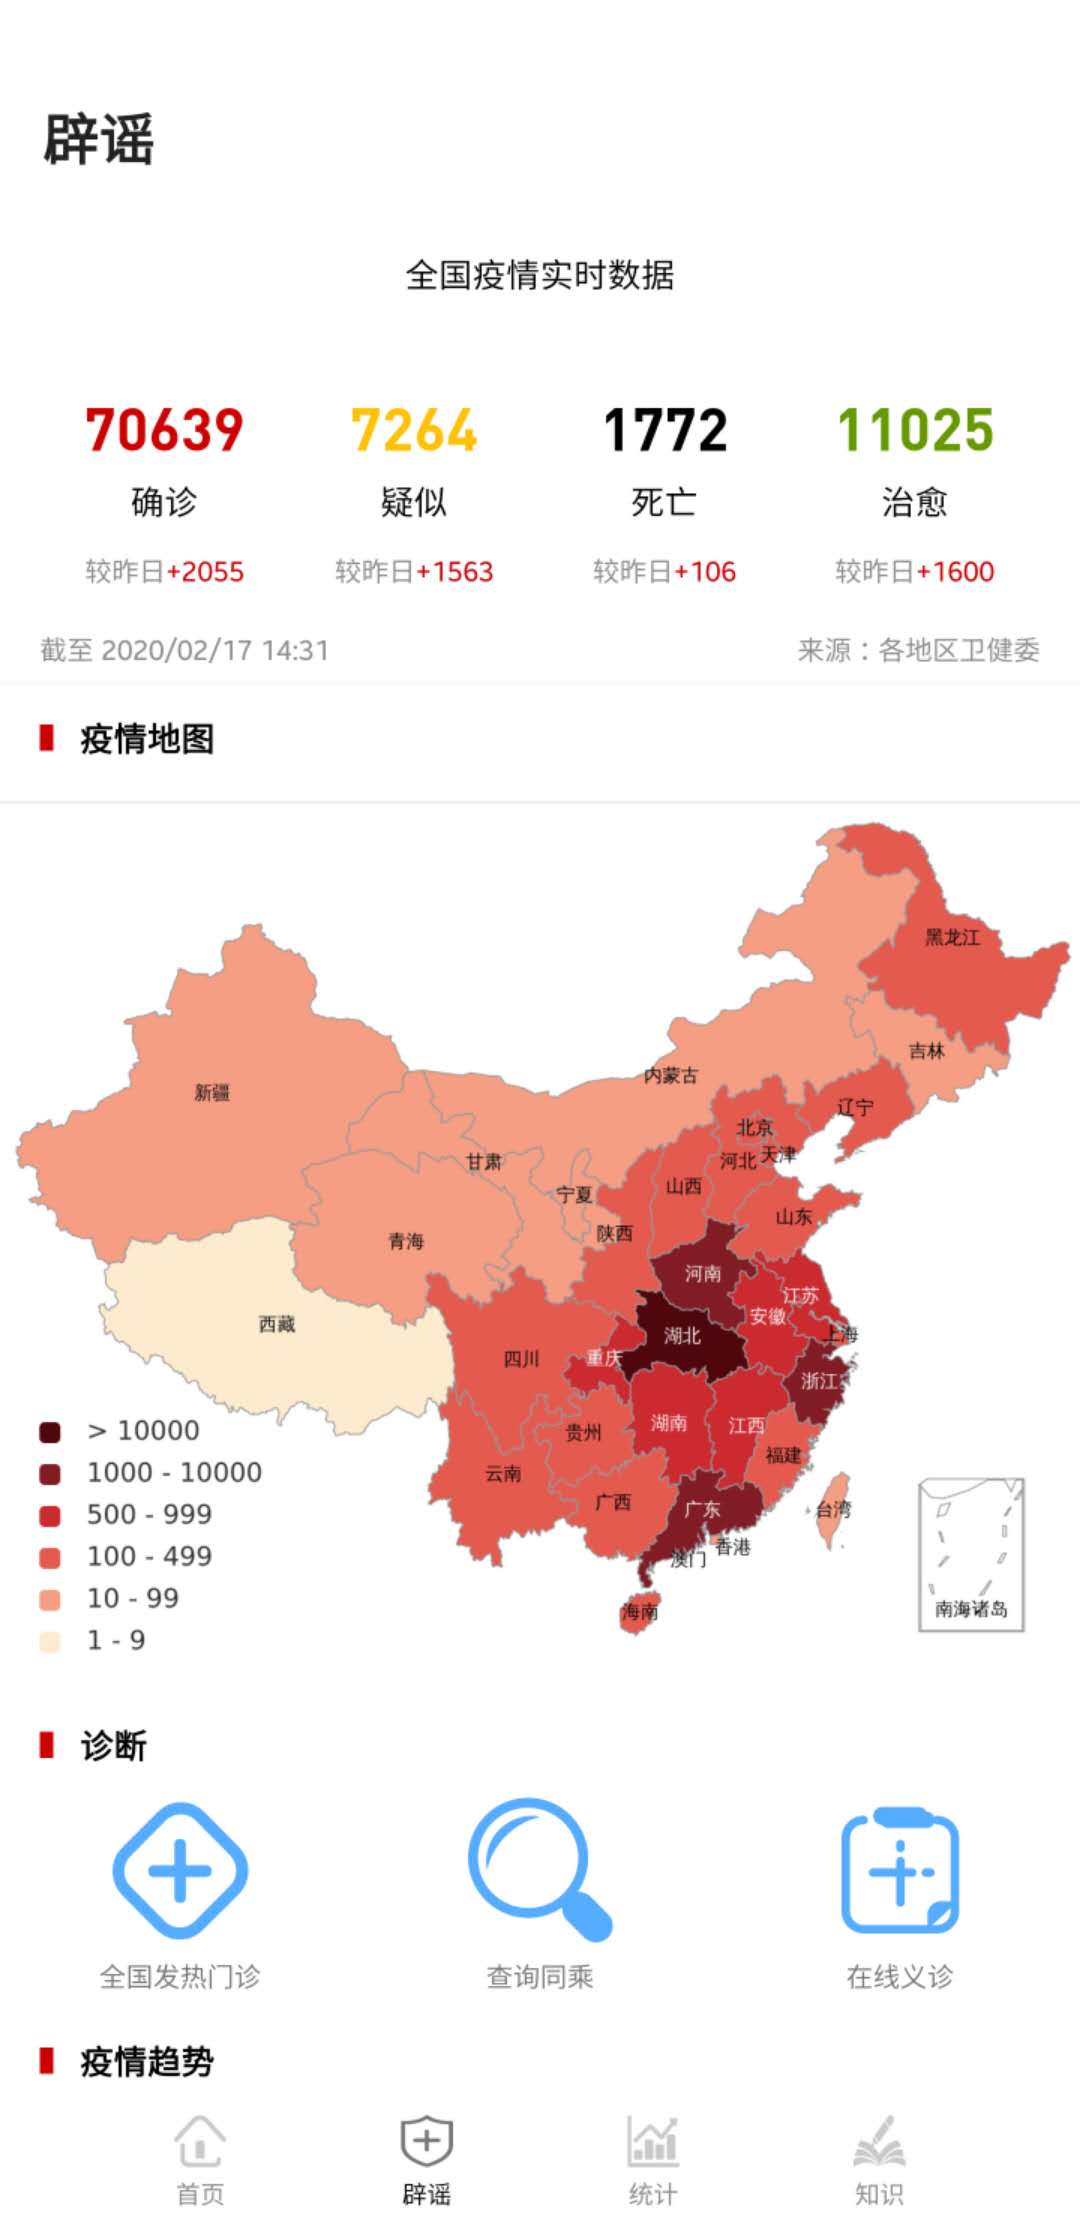 辟谣
全国疫情实时数据
70639 7264 1772 11025
确诊 疑似 死亡 治愈
较昨日+2055 较昨日+1563 较昨日+106 较昨日+1600
截至 2020/02/17 14:31 来源：各地区卫健委
疫情地图
黑龙江
吉林
内蒙古
新疆
辽宁
北京
天津
河北
甘肃
山西
宁夏
山东
陕西
青海
河南
江苏
安徽
西藏
上海
湖北
四川
重庆
浙江
湖南
江西
贵州
福建
云南
广西
广东
台湾
香港
澳门
海南
南海诸岛
> 10000
1000 - 10000
500 - 999
100 - 499
10 - 99
1 - 9
诊断
全国发热门诊 查询同乘 在线义诊
疫情趋势
首页 辟谣 统计 知识